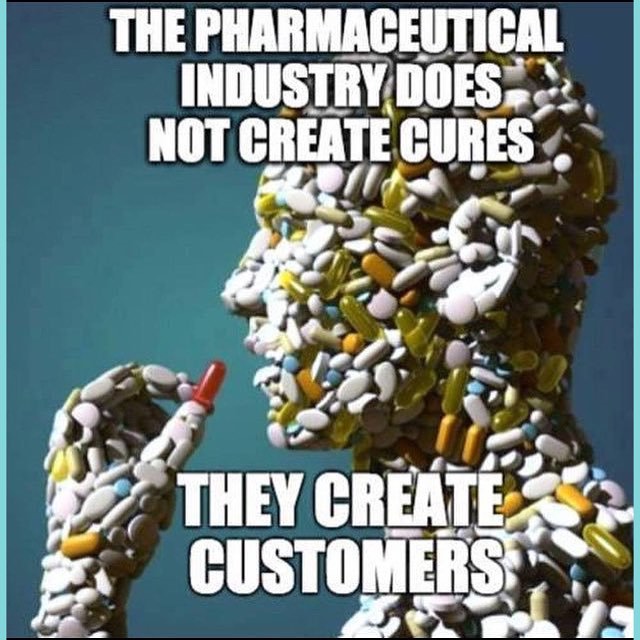 THE PHARMACEUTICAL
INDUSTRY DOES
NOT CREATE CURES
THEY CREATE
CUSTOMERS